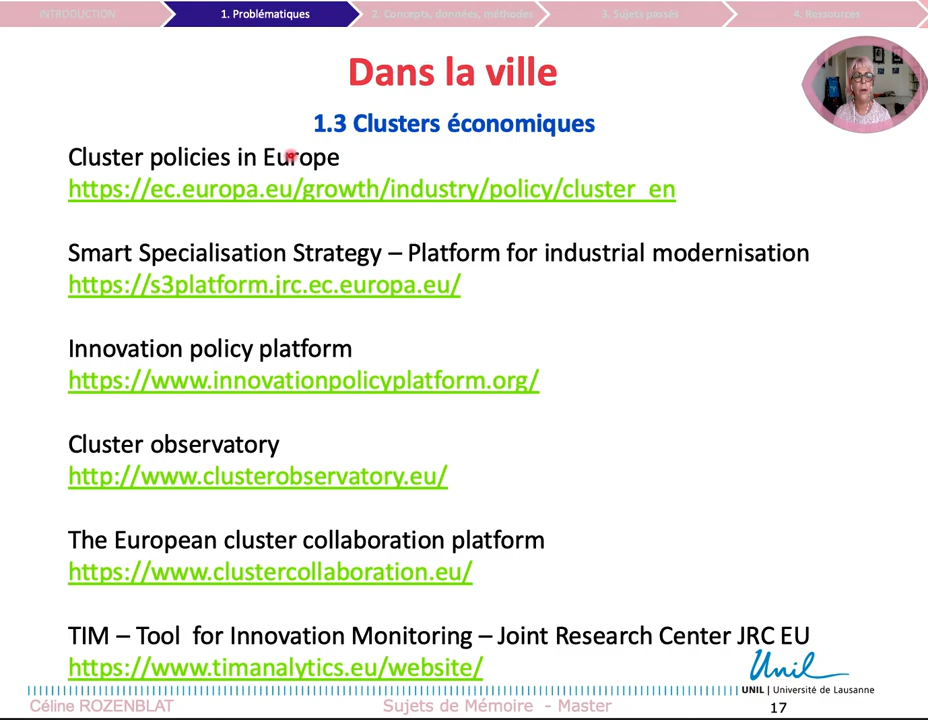 INTRODUCTION
1. Problématiques
2. Concepts, données, méthodes
3. Sujets passés
4. Ressources
Dans la ville
1.3 Clusters économiques
Cluster policies in Europe
https://ec.europa.eu/growth/industry/policy/cluster_en
Smart Specialisation Strategy – Platform for industrial modernisation
https://s3platform.jrc.ec.europa.eu/
Innovation policy platform
https://www.innovationpolicyplatform.org/
Cluster observatory
http://www.clusterobservatory.eu/
The European cluster collaboration platform
https://www.clustercollaboration.eu/
TIM – Tool for Innovation Monitoring – Joint Research Center JRC EU
https://www.timanalytics.eu/website/
Unil
UNIL | Université de Lausanne
Céline ROZENBLAT
Sujets de Mémoire - Master
17